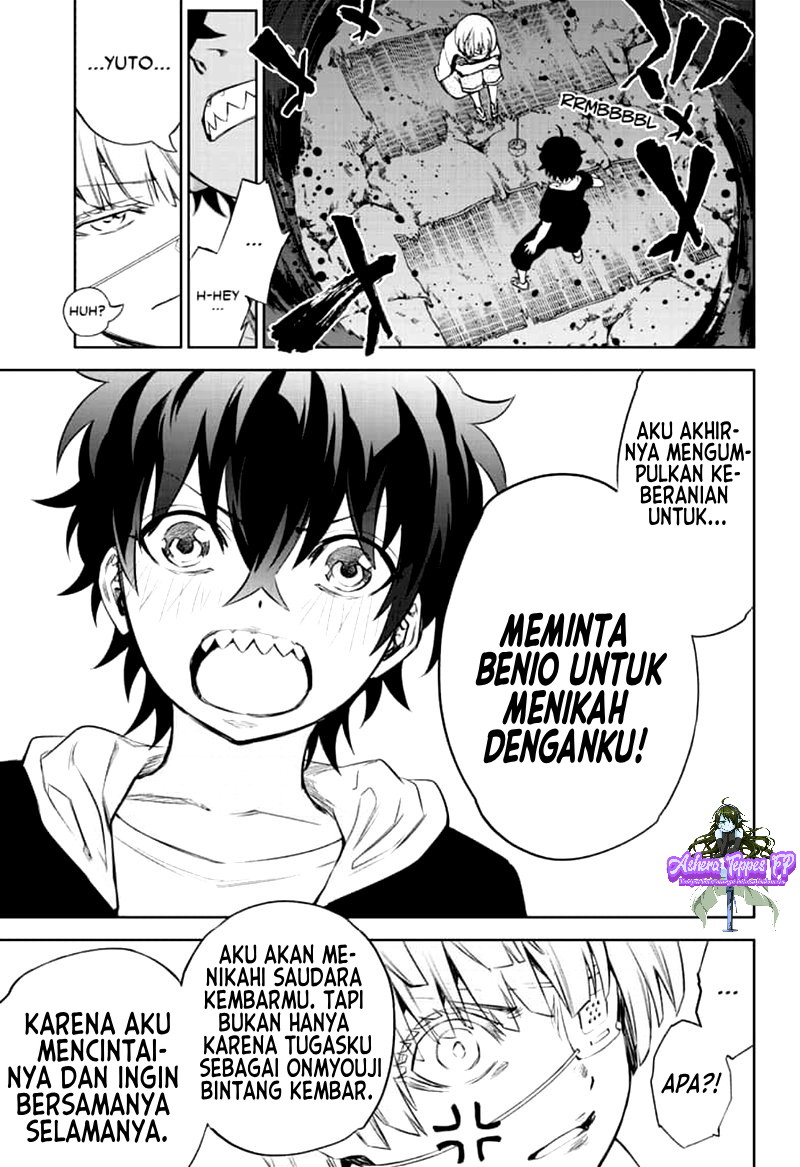 RRMBBBBL
...
H-HEY
...
...YUTO...
HUH?
AKU AKHIR-
NYA MENGUM-
PULKAN KE-
BERANIAN
UNTUK...
MEMINTA
BENIO UNTUK
MENIKAH
DENGANKU!
Ashera Teppes FP
...
APA?!
AKU AKAN ME-
NIKAHI SAUDARA
KEMBARMU. TAPI
BUKAN HANYA
KARENA TUGASKU
SEBAGAI ONMYOUJI
BINTANG KEMBAR.
KARENA AKU
MENCINTAI-
NYA DAN INGIN
BERSAMANYA
SELAMANYA.